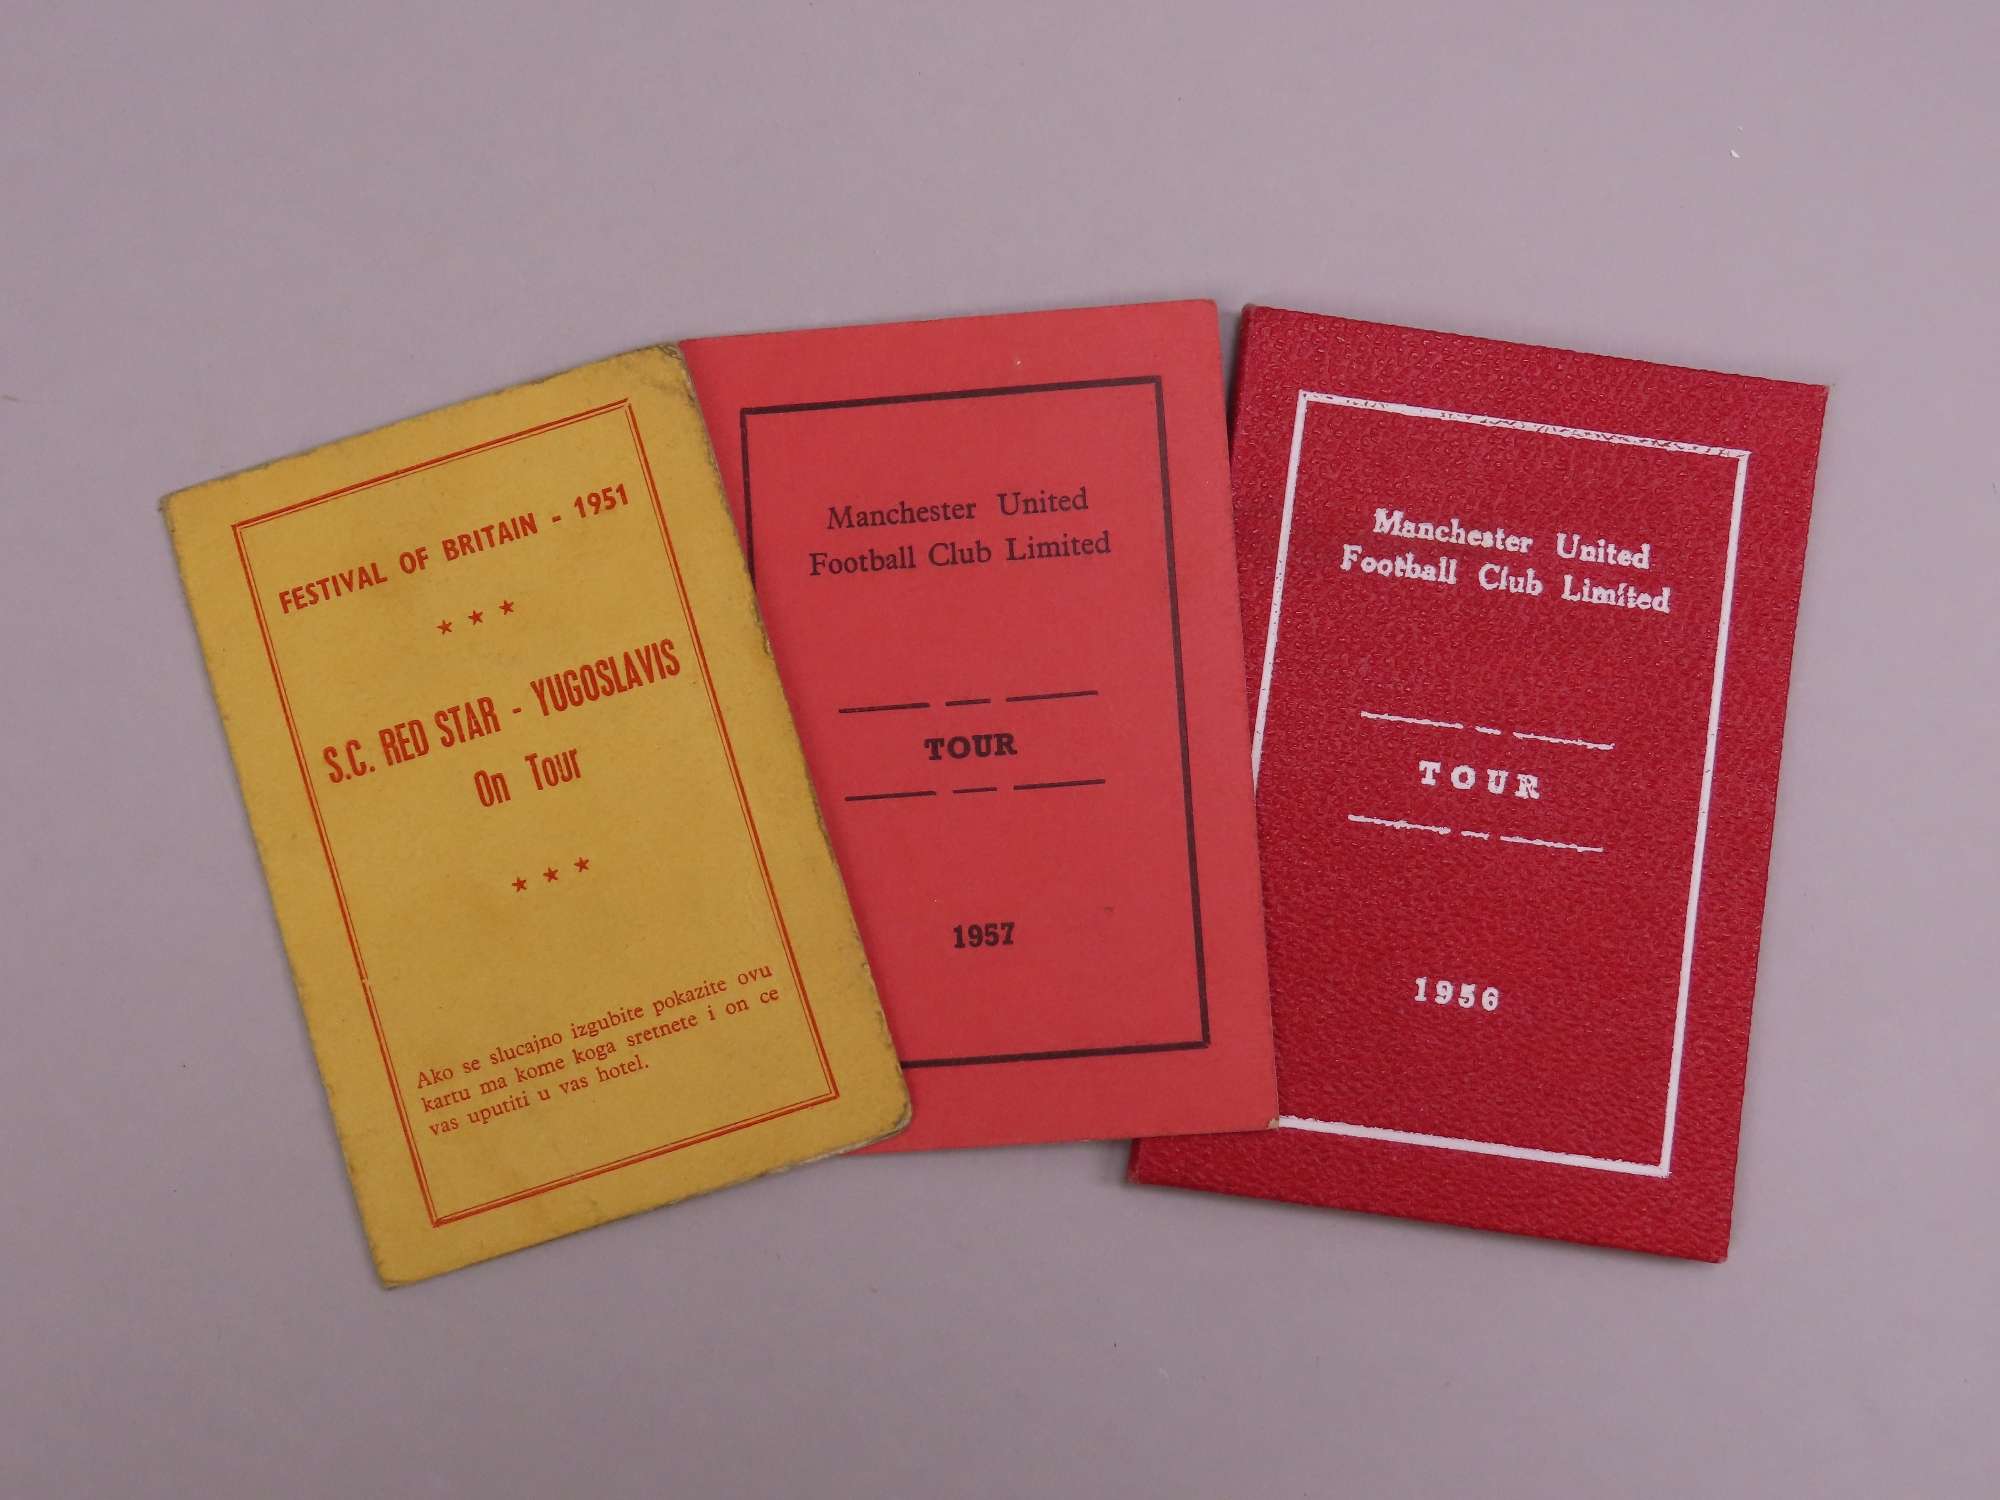 FESTIVAL OF BRITAIN - 1951
★ ★ ★
S.C. RED STAR - YUGOSLAVIS
On Tour
★ ★ ★
Ako se slucajno izgubite pokazite ovu
kartu ma kome koga sretnete i on ce
vas uputiti u vas hotel.
Manchester United
Football Club Limited
TOUR
1957
Manchester United
Football Club Limited
TOUR
1956